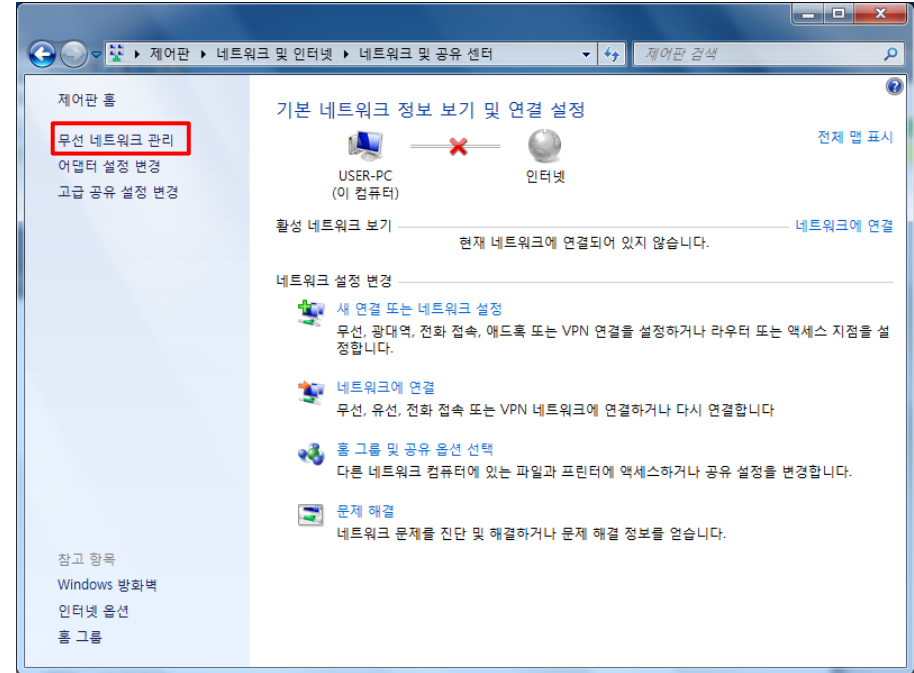 제어판 ▸ 네트워크 및 인터넷 ▸ 네트워크 및 공유 센터
제어판 검색
제어판 홈
무선 네트워크 관리
어댑터 설정 변경
고급 공유 설정 변경
기본 네트워크 정보 보기 및 연결 설정
전체 맵 표시
USER-PC
(이 컴퓨터)
인터넷
활성 네트워크 보기
네트워크에 연결
현재 네트워크에 연결되어 있지 않습니다.
네트워크 설정 변경
새 연결 또는 네트워크 설정
무선, 광대역, 전화 접속, 애드혹 또는 VPN 연결을 설정하거나 라우터 또는 액세스 지점을 설
정합니다.
네트워크에 연결
무선, 유선, 전화 접속 또는 VPN 네트워크에 연결하거나 다시 연결합니다
홈 그룹 및 공유 옵션 선택
다른 네트워크 컴퓨터에 있는 파일과 프린터에 액세스하거나 공유 설정을 변경합니다.
문제 해결
네트워크 문제를 진단 및 해결하거나 문제 해결 정보를 얻습니다.
참고 항목
Windows 방화벽
인터넷 옵션
홈 그룹